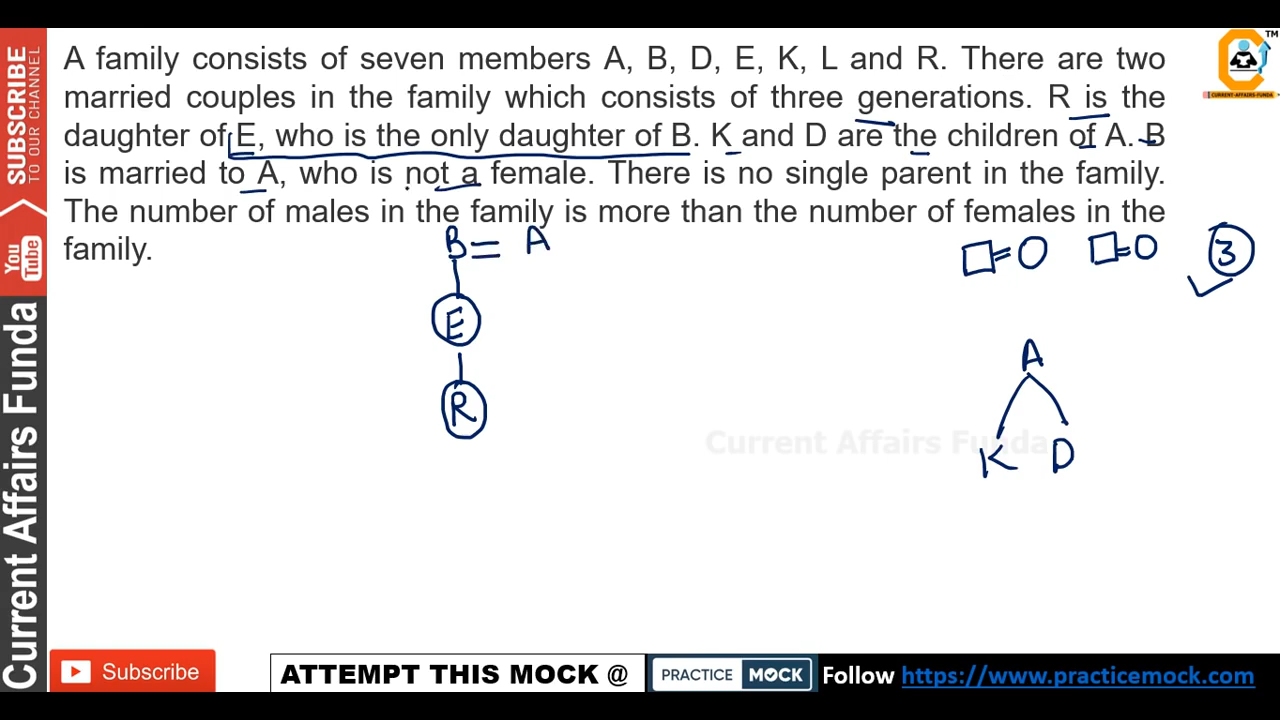 A family consists of seven members A, B, D, E, K, L and R. There are two
married couples in the family which consists of three generations. R is the
daughter of E, who is the only daughter of B. K and D are the children of A. B
is married to A, who is not a female. There is no single parent in the family.
The number of males in the family is more than the number of females in the
family.
B = A
E
R
□=O □=O 3
A
K D
Current Affairs Funda
SUBSCRIBE
TO OUR CHANNEL
You Tube
Current Affairs Funda
TM
CURRENT-AFFAIRS-FUNDA
Subscribe
ATTEMPT THIS MOCK @
PRACTICE MOCK
Follow https://www.practicemock.com